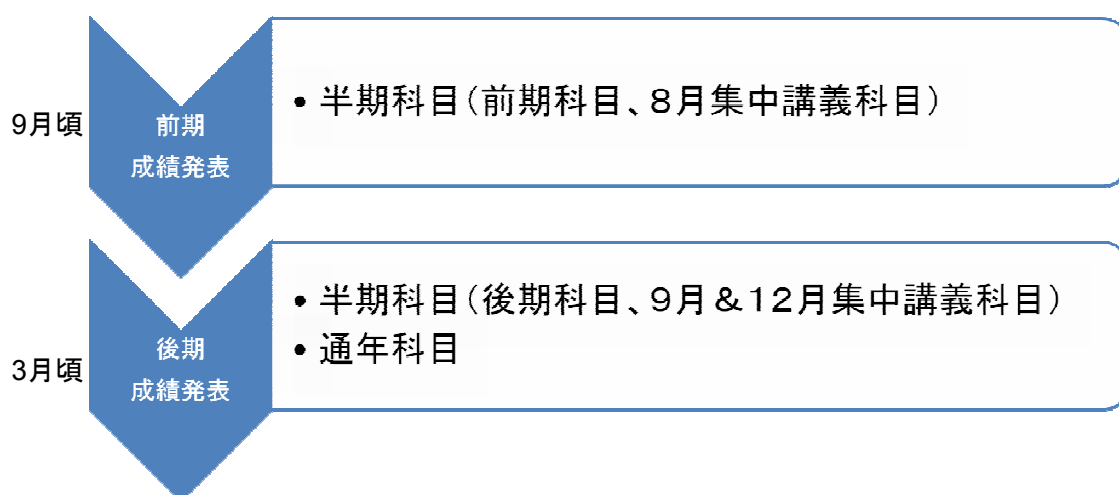 9月頃
前期
成績発表
• 半期科目(前期科目、8月集中講義科目)
3月頃
後期
成績発表
• 半期科目(後期科目、9月&12月集中講義科目)
• 通年科目